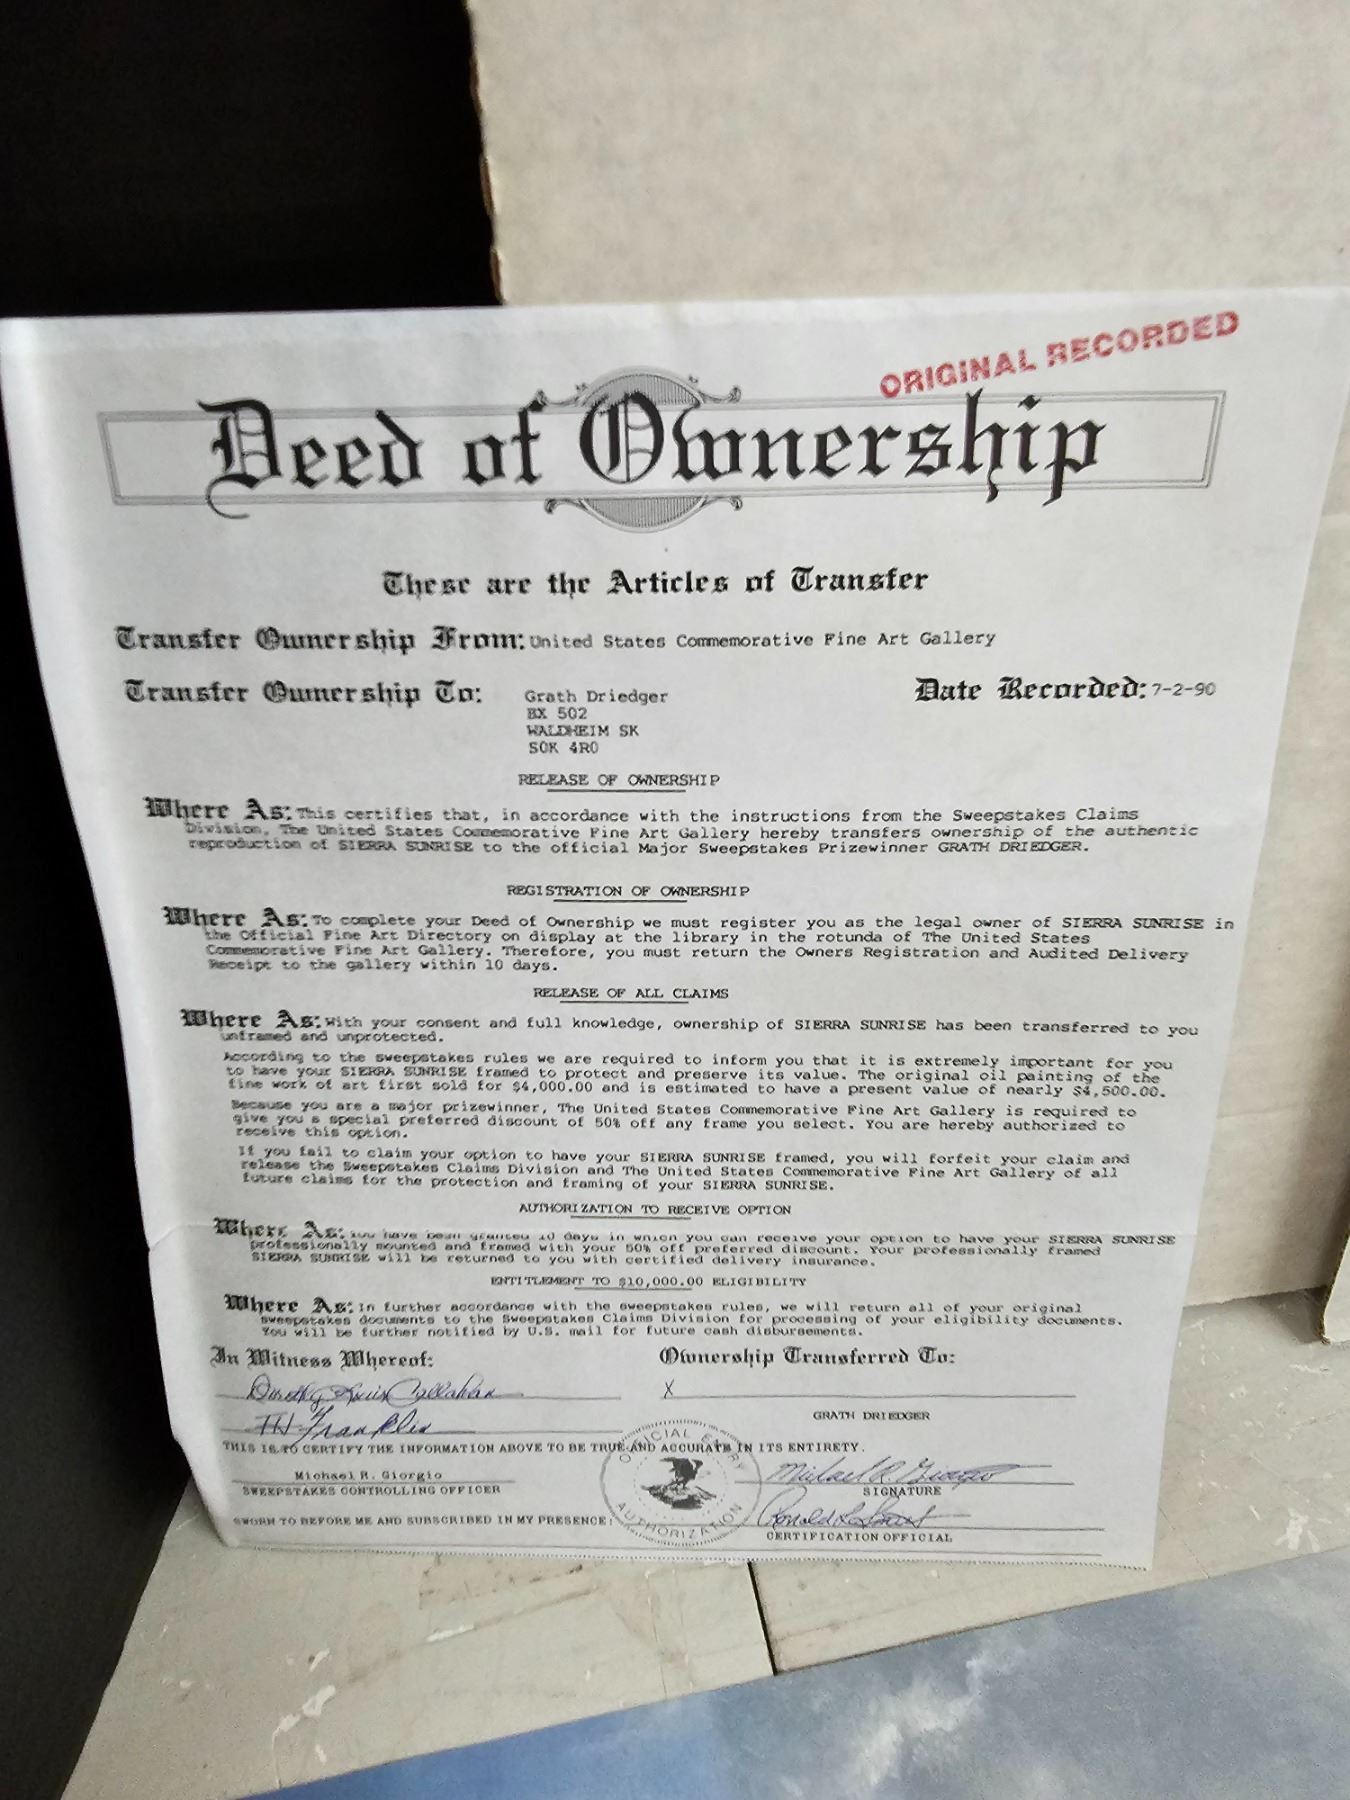 ORIGINAL RECORDED
Deed of Ownership
These are the Articles of Transfer
Transfer Ownership From: United States Commemorative Fine Art Gallery
Transfer Ownership To: Grath Driedger
Date Recorded: 7-2-90
BX 502
WALDHEIM SK
S0K 4R0
RELEASE OF OWNERSHIP
Where As: This certifies that, in accordance with the instructions from the Sweepstakes Claims
Division, The United States Commemorative Fine Art Gallery hereby transfers ownership of the authentic
reproduction of SIERRA SUNRISE to the official Major Sweepstakes Prizewinner GRATH DRIEDGER.
REGISTRATION OF OWNERSHIP
Where As: To complete your Deed of Ownership we must register you as the legal owner of SIERRA SUNRISE in
the Official Fine Art Directory on display at the library in the rotunda of The United States
Commemorative Fine Art Gallery. Therefore, you must return the Owners Registration and Audited Delivery
Receipt to the gallery within 10 days.
RELEASE OF ALL CLAIMS
Where As: With your consent and full knowledge, ownership of SIERRA SUNRISE has been transferred to you
unframed and unprotected.
According to the sweepstakes rules we are required to inform you that it is extremely important for you
to have your SIERRA SUNRISE framed to protect and preserve its value. The original oil painting of the
fine work of art first sold for $4,000.00 and is estimated to have a present value of nearly $4,500.00.
Because you are a major prizewinner, The United States Commemorative Fine Art Gallery is required to
give you a special preferred discount of 50% off any frame you select. You are hereby authorized to
receive this option.
If you fail to claim your option to have your SIERRA SUNRISE framed, you will forfeit your claim and
release the Sweepstakes Claims Division and The United States Commemorative Fine Art Gallery of all
future claims for the protection and framing of your SIERRA SUNRISE.
AUTHORIZATION TO RECEIVE OPTION
Where As: You have been granted 10 days in which you can receive your option to have your SIERRA SUNRISE
professionally mounted and framed with your 50% off preferred discount. Your professionally framed
SIERRA SUNRISE will be returned to you with certified delivery insurance.
ENTITLEMENT TO $10,000.00 ELIGIBILITY
Where As: In further accordance with the sweepstakes rules, we will return all of your original
sweepstakes documents to the Sweepstakes Claims Division for processing of your eligibility documents.
You will be further notified by U.S. mail for future cash disbursements.
In Witness Whereof:
Ownership Transferred To:
Dorothy Callahan
X
TH Franklin
GRATH DRIEDGER
THIS IS TO CERTIFY THE INFORMATION ABOVE TO BE TRUE AND ACCURATE IN ITS ENTIRETY.
OFFICIAL ENTRY AUTHORIZATION
Michael R. Giorgio
Michael R. Giorgio
SWEEPSTAKES CONTROLLING OFFICER
SIGNATURE
SWORN TO BEFORE ME AND SUBSCRIBED IN MY PRESENCE:
Ronald
CERTIFICATION OFFICIAL